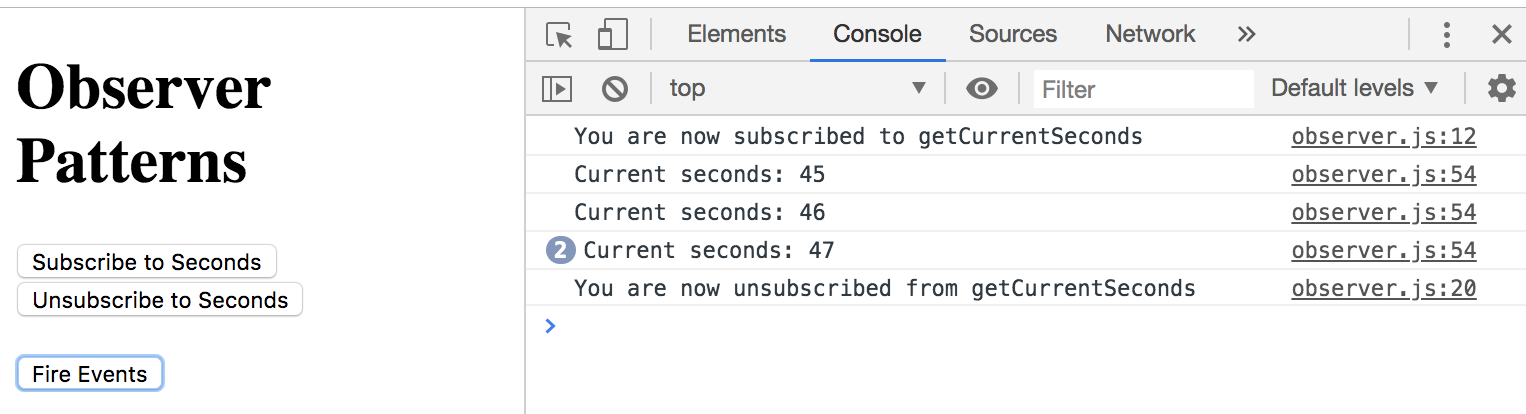 Observer
Patterns
Subscribe to Seconds
Unsubscribe to Seconds
Fire Events
Elements Console Sources Network »
top ▼ Filter Default levels ▼
You are now subscribed to getCurrentSeconds observer.js:12
Current seconds: 45 observer.js:54
Current seconds: 46 observer.js:54
2 Current seconds: 47 observer.js:54
You are now unsubscribed from getCurrentSeconds observer.js:20